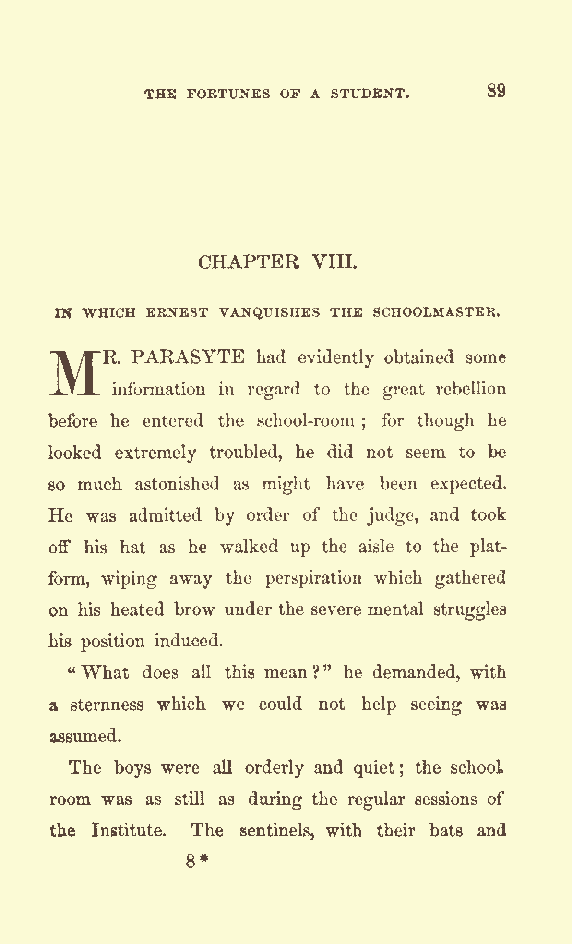 THE FORTUNES OF A STUDENT. 89
CHAPTER VIII.
IN WHICH ERNEST VANQUISHES THE SCHOOLMASTER.
MR. PARASYTE had evidently obtained some
information in regard to the great rebellion
before he entered the school-room; for though he
looked extremely troubled, he did not seem to be
so much astonished as might have been expected.
He was admitted by order of the judge, and took
off his hat as he walked up the aisle to the plat-
form, wiping away the perspiration which gathered
on his heated brow under the severe mental struggles
his position induced.
“What does all this mean?” he demanded, with
a sternness which we could not help seeing was
assumed.
The boys were all orderly and quiet; the school
room was as still as during the regular sessions of
the Institute. The sentinels, with their bats and
8*